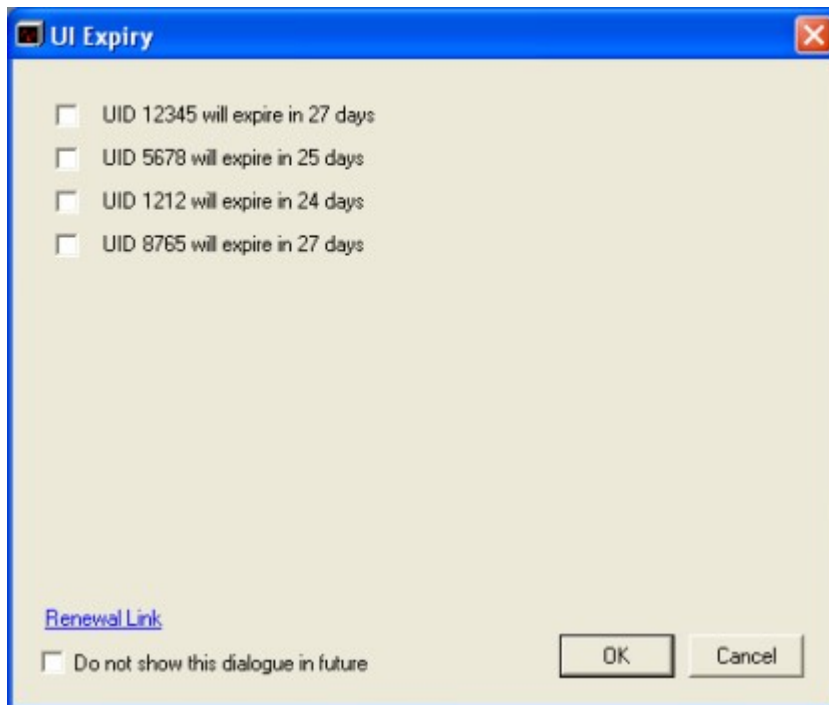 UI Expiry
UID 12345 will expire in 27 days
UID 5678 will expire in 25 days
UID 1212 will expire in 24 days
UID 8765 will expire in 27 days
Renewal Link
Do not show this dialogue in future
OK Cancel